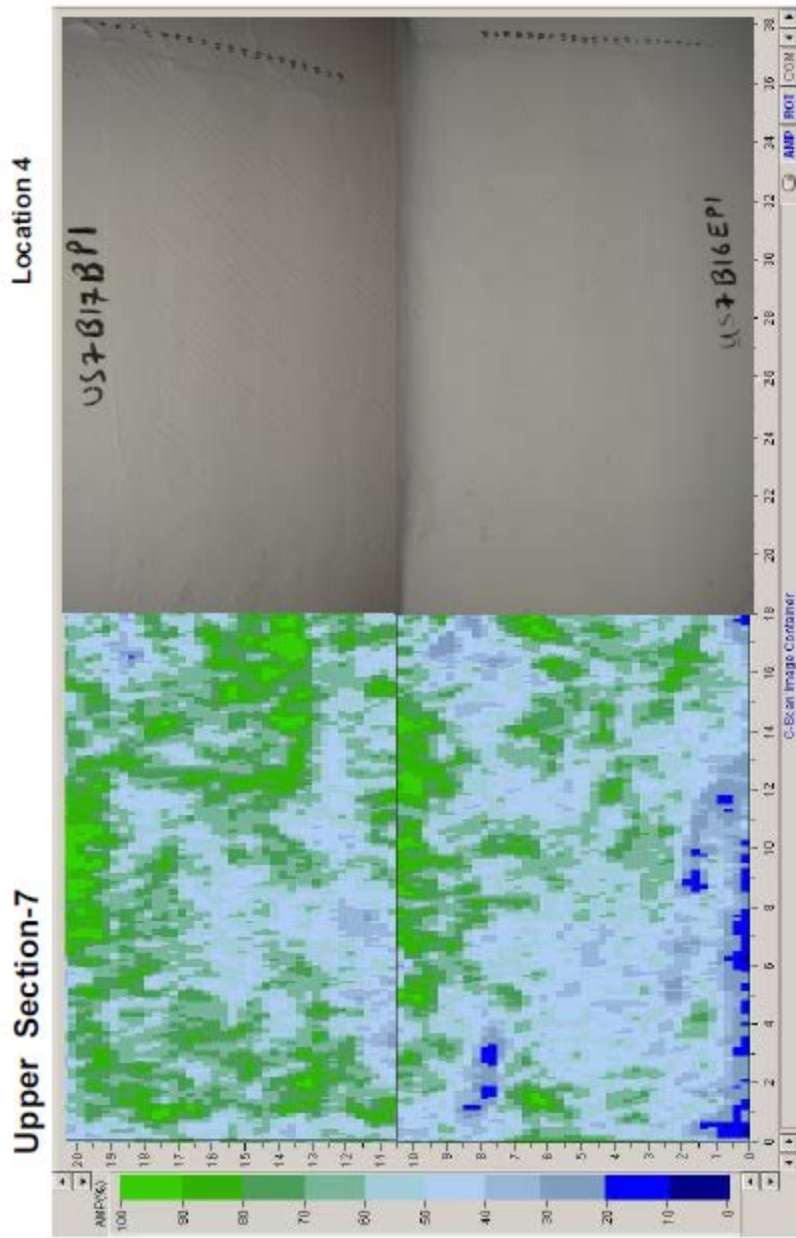 Upper Section-7
Location 4
US7B17BP1
US7B16EP1
AMP(%)
100 90 80 70 60 50 40 30 20 10 0
20 19 18 17 16 15 14 13 12 11 10 9 8 7 6 5 4 3 2 1 0
0 2 4 6 8 10 12 14 16 18 20 22 24 26 28 30 32 34 36 38
C-Scan Image Container
AMP ROT COM